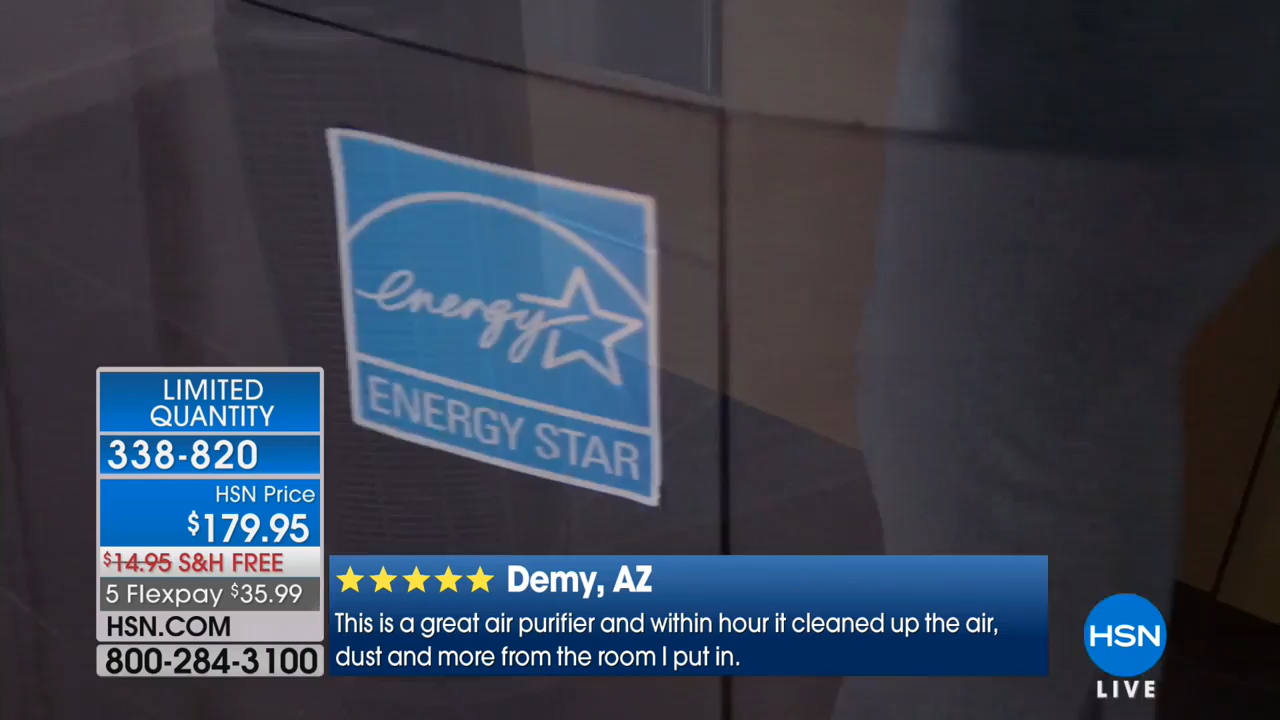 energy
ENERGY STAR
LIMITED
QUANTITY
338-820
HSN Price
$179.95
$14.95 S&H FREE
5 Flexpay $35.99
HSN.COM
800-284-3100
★★★★★ Demy, AZ
This is a great air purifier and within hour it cleaned up the air,
dust and more from the room I put in.
HSN
LIVE